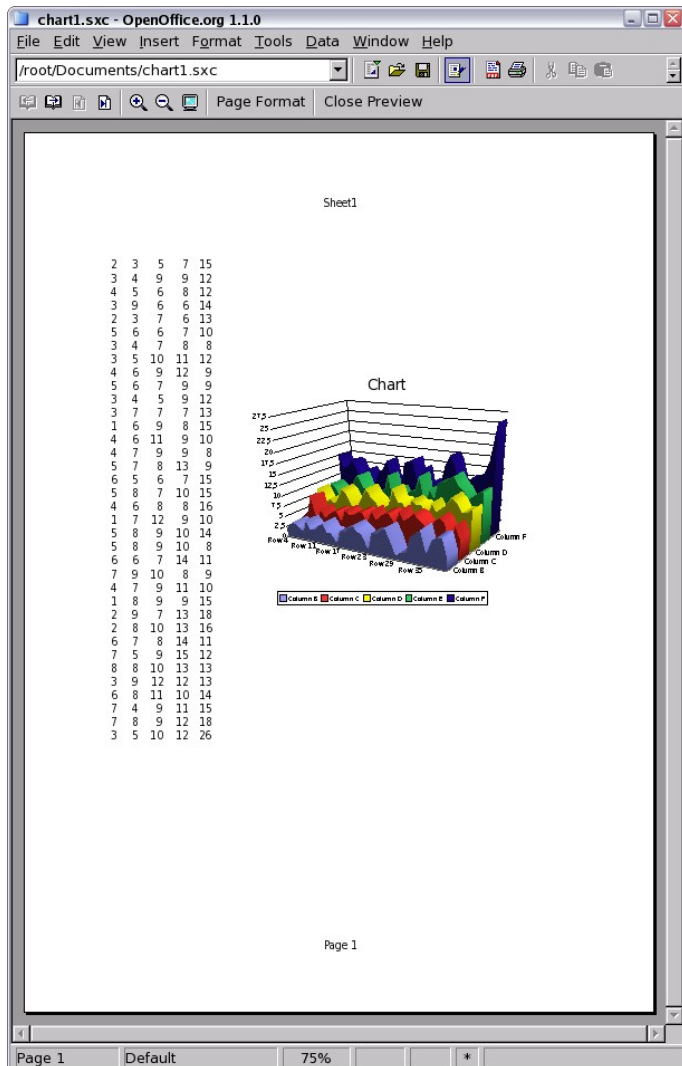 chart1.sxc - OpenOffice.org 1.1.0
File Edit View Insert Format Tools Data Window Help
/root/Documents/chart1.sxc
Page Format Close Preview
Sheet1
2 3 5 7 15
3 4 9 9 12
4 5 6 8 12
3 9 6 6 14
2 3 7 6 13
5 6 6 7 10
3 4 7 8 8
3 5 10 11 12
4 6 9 12 9
5 6 7 9 9
3 4 5 9 12
3 7 7 7 13
1 6 9 8 15
4 6 11 9 10
4 7 9 9 8
5 7 8 13 9
6 5 6 7 15
5 8 7 10 15
4 6 8 8 16
1 7 12 9 10
5 8 9 10 14
5 8 9 10 8
6 6 7 14 11
7 9 10 8 9
4 7 9 11 10
1 8 9 9 15
2 9 7 13 18
2 8 10 13 16
6 7 8 14 11
7 5 9 15 12
8 8 10 13 13
3 9 12 12 13
6 8 11 10 14
7 4 9 11 15
7 8 9 12 18
3 5 10 12 26
Chart
27,5
25
22,5
20
17,5
15
12,5
10
7,5
5
2,5
0
Row 4 Row 11 Row 17 Row 23 Row 29 Row 35
Column B
Column C
Column D
Column F
Column B Column C Column D Column E Column F
Page 1
Page 1 Default 75% *